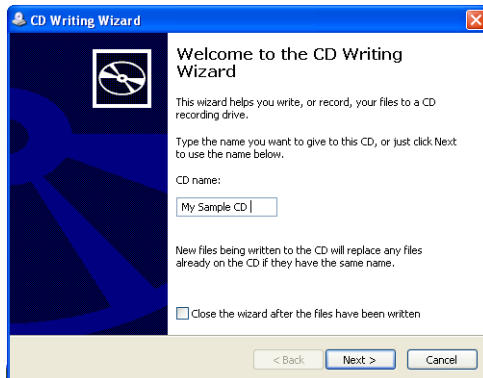 CD Writing Wizard
Welcome to the CD Writing
Wizard
This wizard helps you write, or record, your files to a CD
recording drive.
Type the name you want to give to this CD, or just click Next
to use the name below.
CD name:
My Sample CD
New files being written to the CD will replace any files
already on the CD if they have the same name.
Close the wizard after the files have been written
< Back Next > Cancel